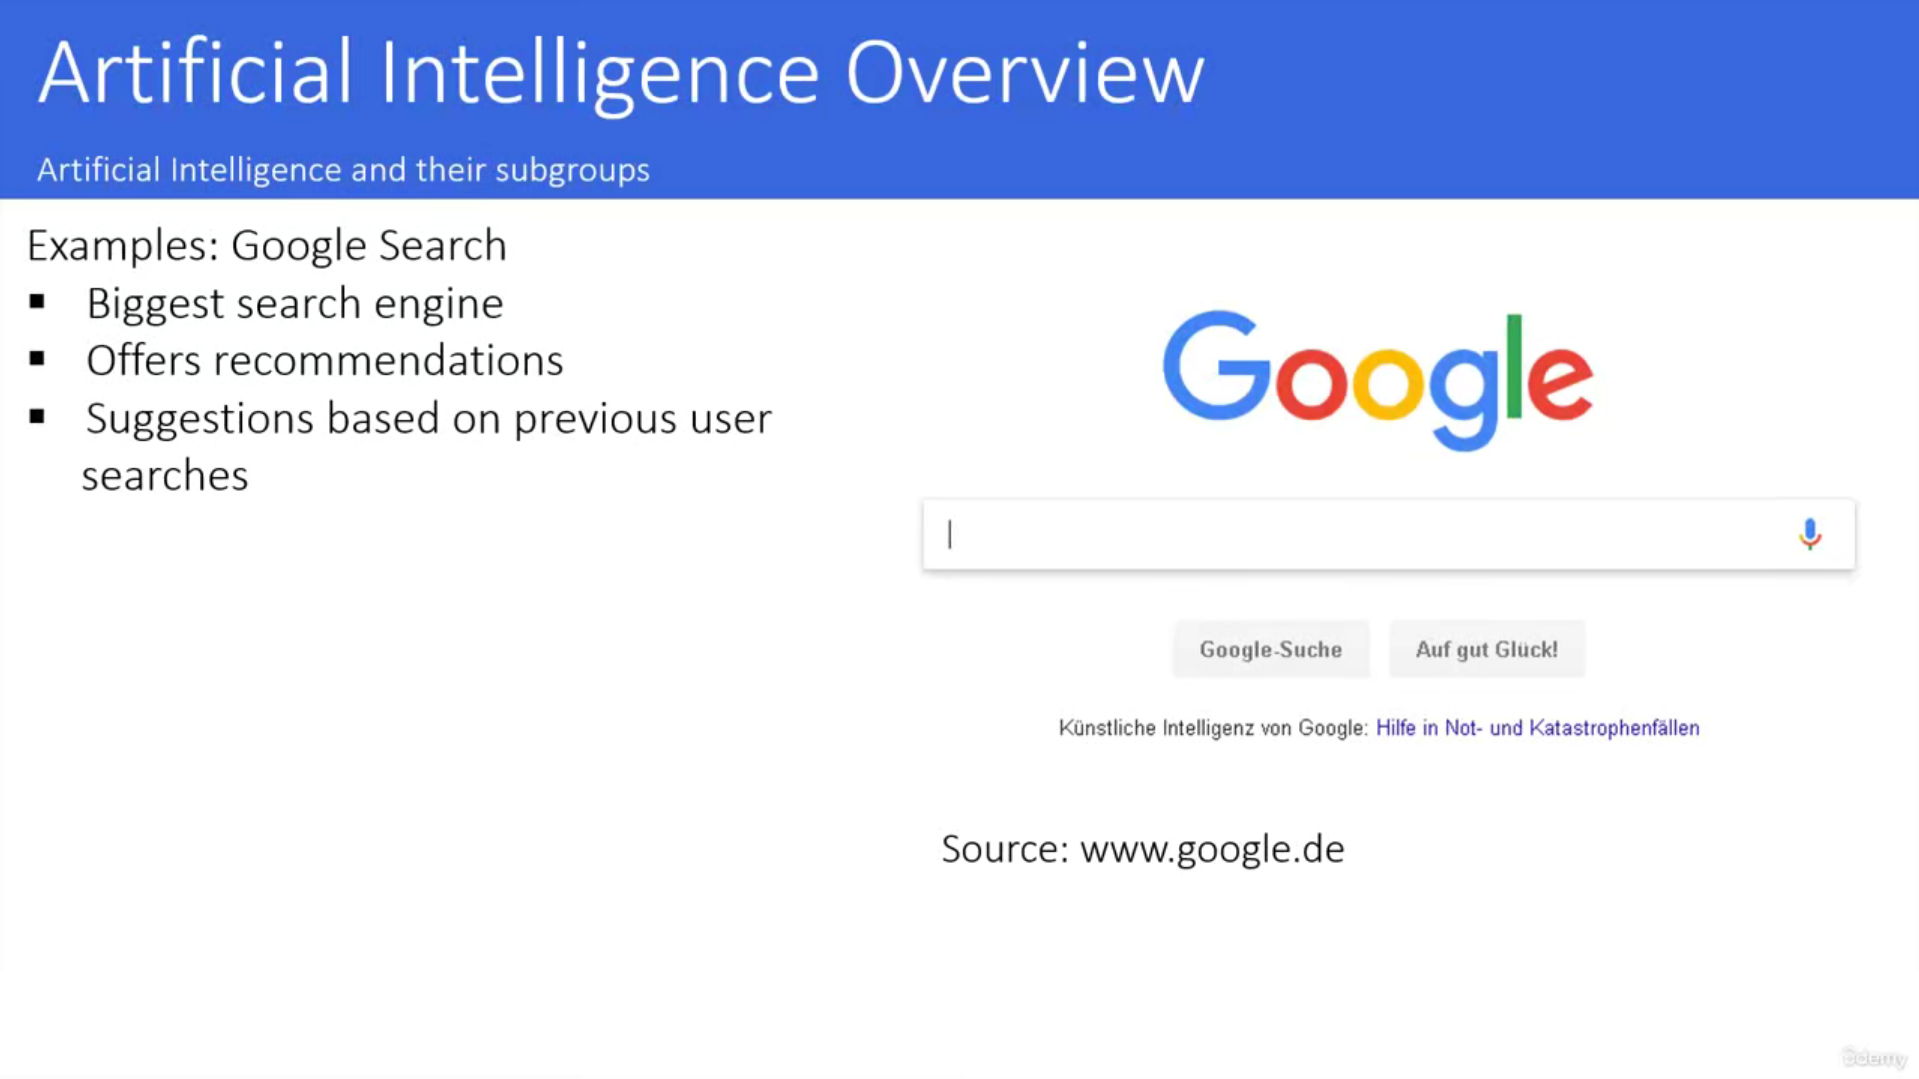 Artificial Intelligence Overview
Artificial Intelligence and their subgroups
Examples: Google Search
▪ Biggest search engine
▪ Offers recommendations
▪ Suggestions based on previous user
searches
Google
Google-Suche
Auf gut Glück!
Künstliche Intelligenz von Google: Hilfe in Not- und Katastrophenfällen
Source: www.google.de
ûdemy